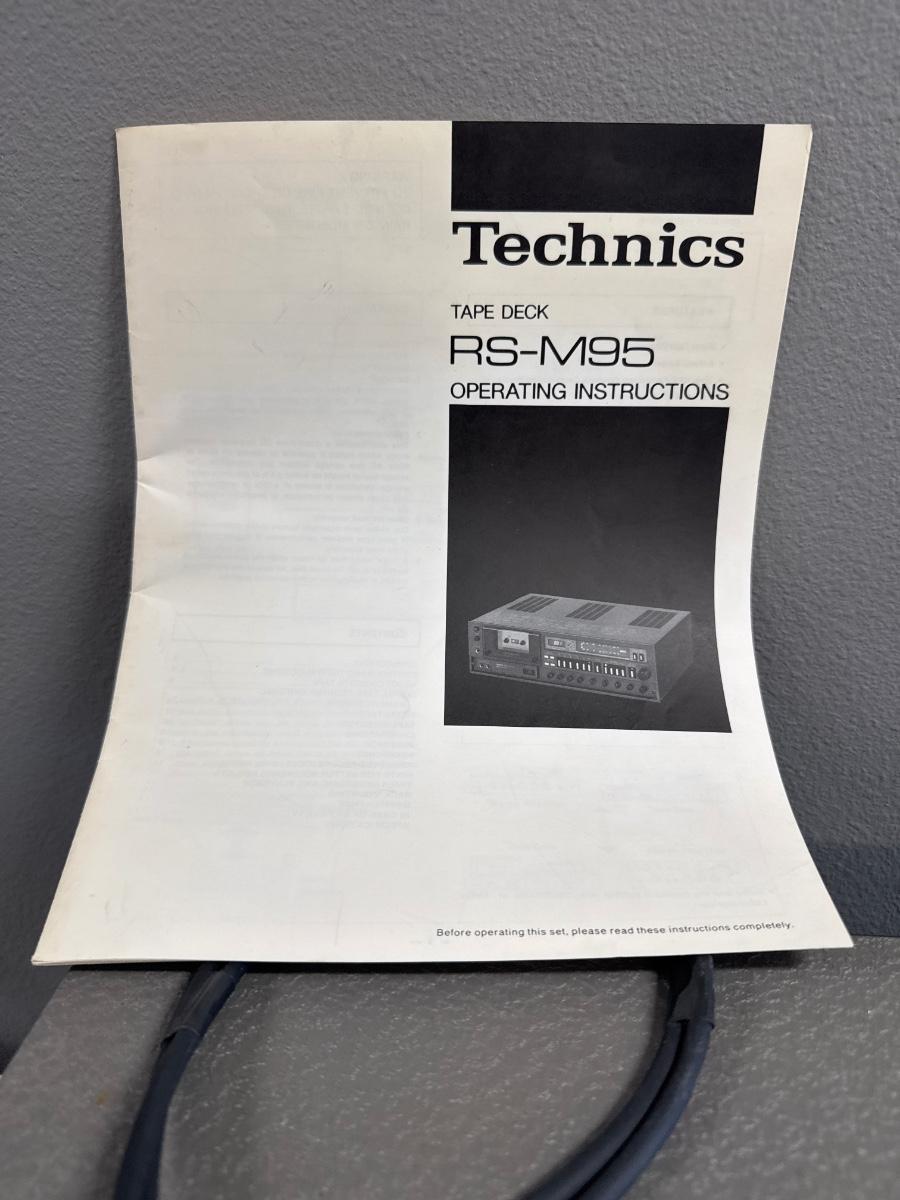 Technics
TAPE DECK
RS-M95
OPERATING INSTRUCTIONS
Before operating this set, please read these instructions completely.